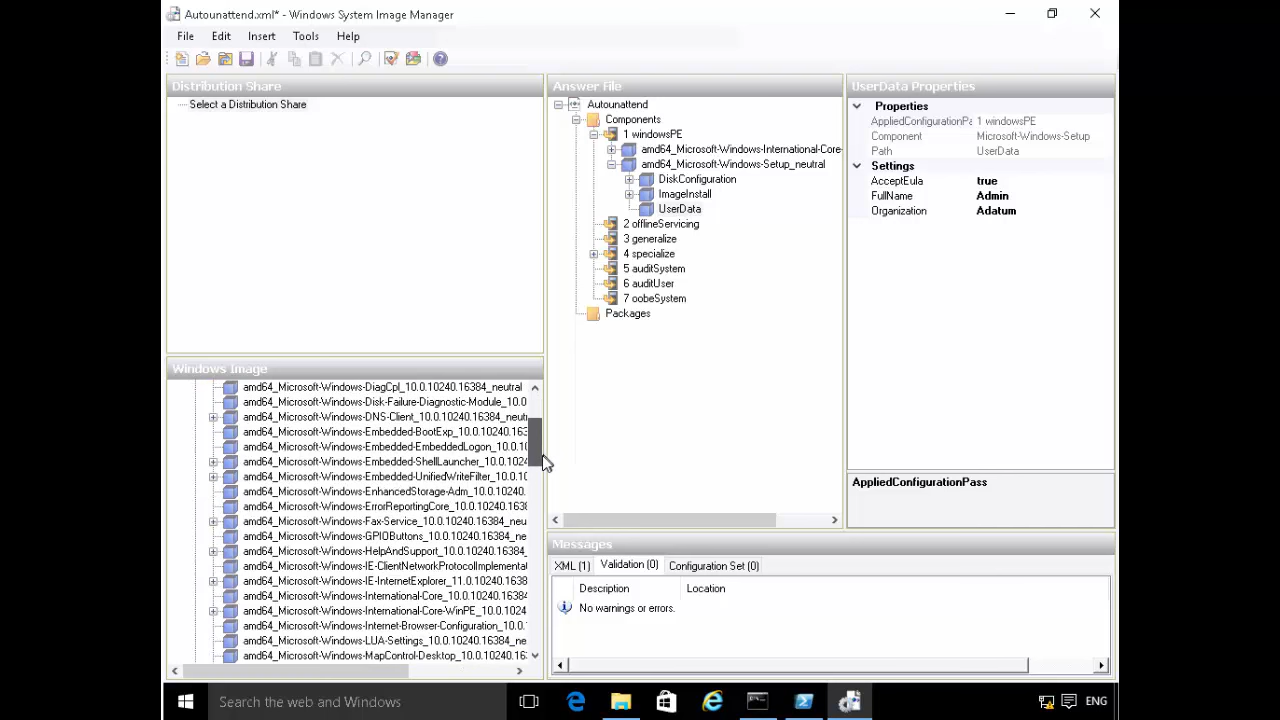 Autounattend.xml* - Windows System Image Manager
File Edit Insert Tools Help
Distribution Share
Select a Distribution Share
Windows Image
amd64_Microsoft-Windows-DiagCpl_10.0.10240.16384_neutral
amd64_Microsoft-Windows-Disk-Failure-Diagnostic-Module_10.0
amd64_Microsoft-Windows-DNS-Client_10.0.10240.16384_neut
amd64_Microsoft-Windows-Embedded-BootExp_10.0.10240.163
amd64_Microsoft-Windows-Embedded-EmbeddedLogon_10.0.10
amd64_Microsoft-Windows-Embedded-ShellLauncher_10.0.1024
amd64_Microsoft-Windows-Embedded-UnifiedWriteFilter_10.0.10
amd64_Microsoft-Windows-EnhancedStorage-Adm_10.0.10240.
amd64_Microsoft-Windows-ErrorReportingCore_10.0.10240.1638
amd64_Microsoft-Windows-Fax-Service_10.0.10240.16384_neu
amd64_Microsoft-Windows-GPIOButtons_10.0.10240.16384_neut
amd64_Microsoft-Windows-HelpAndSupport_10.0.10240.16384_
amd64_Microsoft-Windows-IE-ClientNetworkProtocolImplementa
amd64_Microsoft-Windows-IE-InternetExplorer_11.0.10240.1638
amd64_Microsoft-Windows-International-Core_10.0.10240.1638
amd64_Microsoft-Windows-International-Core-WinPE_10.0.1024
amd64_Microsoft-Windows-Internet-Browser-Configuration_10.0.
amd64_Microsoft-Windows-LUA-Settings_10.0.10240.16384_ne
amd64_Microsoft-Windows-MapControl-Desktop_10.0.10240.16
Answer File
Autounattend
Components
1 windowsPE
amd64_Microsoft-Windows-International-Core-
amd64_Microsoft-Windows-Setup_neutral
DiskConfiguration
ImageInstall
UserData
2 offlineServicing
3 generalize
4 specialize
5 auditSystem
6 auditUser
7 oobeSystem
Packages
UserData Properties
Properties
AppliedConfigurationPa 1 windowsPE
Component Microsoft-Windows-Setup
Path UserData
Settings
AcceptEula true
FullName Admin
Organization Adatum
AppliedConfigurationPass
Messages
XML (1) Validation (0) Configuration Set (0)
Description Location
No warnings or errors.
Search the web and Windows
ENG